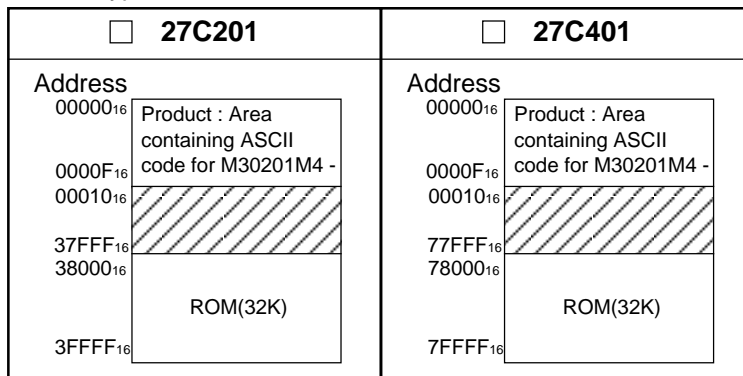 □ 27C201
Address
00000₁₆
Product : Area
containing ASCII
code for M30201M4 -
0000F₁₆
00010₁₆
37FFF₁₆
38000₁₆
ROM(32K)
3FFFF₁₆
□ 27C401
Address
00000₁₆
Product : Area
containing ASCII
code for M30201M4 -
0000F₁₆
00010₁₆
77FFF₁₆
78000₁₆
ROM(32K)
7FFFF₁₆